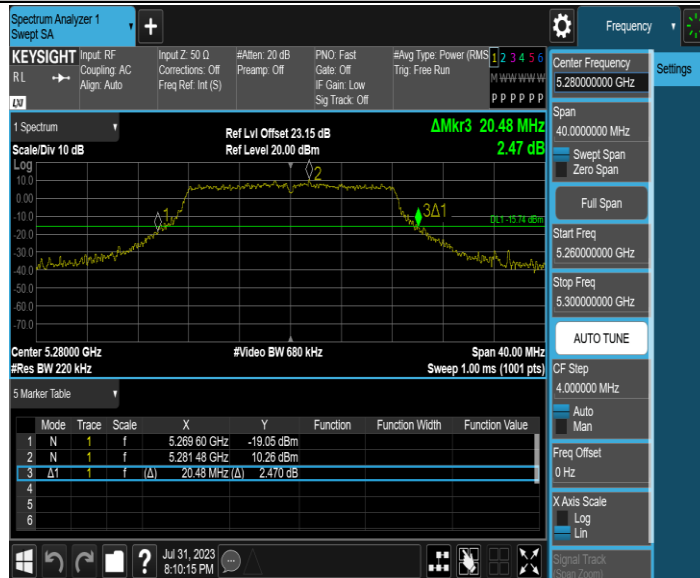 Spectrum Analyzer 1
Swept SA
+
Frequency
Settings
KEYSIGHT
RL
LXI
Input: RF
Coupling: AC
Align: Auto
Input Z: 50 Ω
Corrections: Off
Freq Ref: Int (S)
#Atten: 20 dB
Preamp: Off
PNO: Fast
Gate: Off
IF Gain: Low
Sig Track: Off
#Avg Type: Power (RMS
Trig: Free Run
1 2 3 4 5 6
M W W W W W
P P P P P P
1 Spectrum
Scale/Div 10 dB
Ref Lvl Offset 23.15 dB
Ref Level 20.00 dBm
ΔMkr3 20.48 MHz
2.47 dB
Log
10.0
0.00
-10.0
-20.0
-30.0
-40.0
-50.0
-60.0
-70.0
1
2
3Δ1
DL1 -15.74 dBm
Center 5.28000 GHz
#Res BW 220 kHz
#Video BW 680 kHz
Span 40.00 MHz
Sweep 1.00 ms (1001 pts)
5 Marker Table
Mode Trace Scale X Y Function Function Width Function Value
1 N 1 f 5.269 60 GHz -19.05 dBm
2 N 1 f 5.281 48 GHz 10.26 dBm
3 Δ1 1 f (Δ) 20.48 MHz (Δ) 2.470 dB
4
5
6
Center Frequency
5.280000000 GHz
Span
40.0000000 MHz
Swept Span
Zero Span
Full Span
Start Freq
5.260000000 GHz
Stop Freq
5.300000000 GHz
AUTO TUNE
CF Step
4.000000 MHz
Auto
Man
Freq Offset
0 Hz
X Axis Scale
Log
Lin
Signal Track
(Span Zoom)
?
Jul 31, 2023
8:10:15 PM